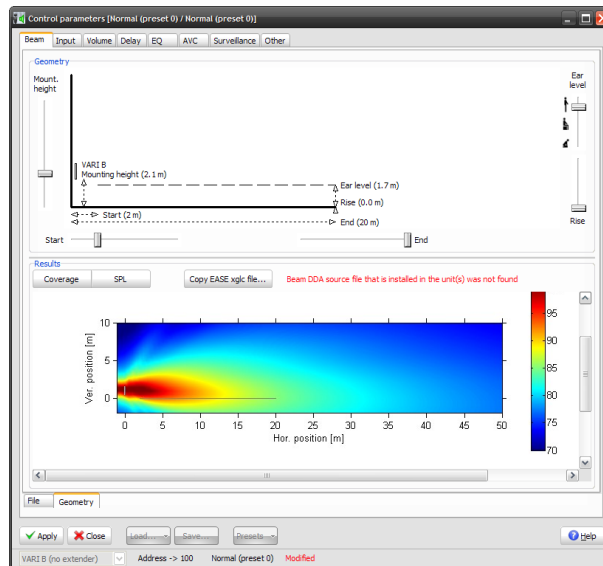 Control parameters [Normal (preset 0) / Normal (preset 0)]
Beam Input Volume Delay EQ AVC Surveillance Other
Geometry
Mount. height
Ear level
VARI B
Mounting height (2.1 m)
Ear level (1.7 m)
Rise (0.0 m)
Start (2 m)
End (20 m)
Rise
Start
End
Results
Coverage SPL Copy EASE xglc file... Beam DDA source file that is installed in the unit(s) was not found
10
5
0
Ver. position [m]
0 5 10 15 20 25 30 35 40 45 50
Hor. position [m]
95
90
85
80
75
70
File Geometry
Apply Close Load... Save... Presets Help
VARI B (no extender) Address -> 100 Normal (preset 0) Modified